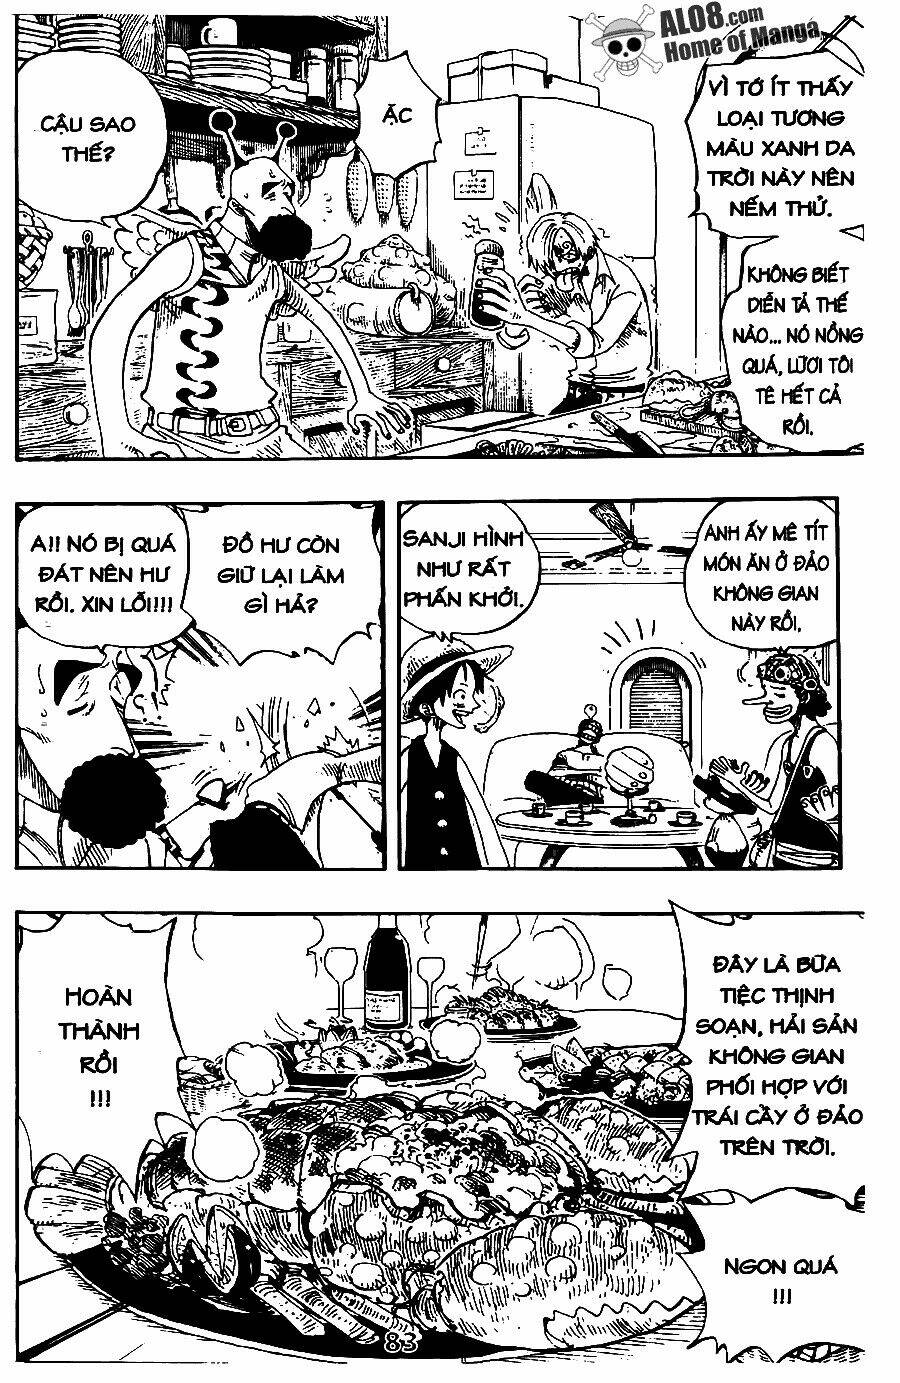 AL08.com
Home of Manga
CẬU SAO
THẾ?
ẶC
VÌ TỚ ÍT THẤY
LOẠI TƯƠNG
MÀU XANH DA
TRỜI NÀY NÊN
NẾM THỬ.
KHÔNG BIẾT
DIỄN TẢ THẾ
NÀO... NÓ NỒNG
QUÁ, LƯỠI TÔI
TÊ HẾT CẢ
RỒI.
A!! NÓ BỊ QUÁ
ĐÁT NÊN HƯ
RỒI. XIN LỖI!!!!
ĐỒ HƯ CÒN
GIỮ LẠI LÀM
GÌ HẢ?
SANJI HÌNH
NHƯ RẤT
PHẤN KHỞI.
ANH ẤY MÊ TÍT
MÓN ĂN Ở ĐẢO
KHÔNG GIAN
NÀY RỒI.
HOÀN
THÀNH
RỒI
!!!
ĐÂY LÀ BỮA
TIỆC THỊNH
SOẠN, HẢI SẢN
KHÔNG GIAN
PHỐI HỢP VỚI
TRÁI CẦY Ở ĐẢO
TRÊN TRỜI.
NGON QUÁ
!!!
83